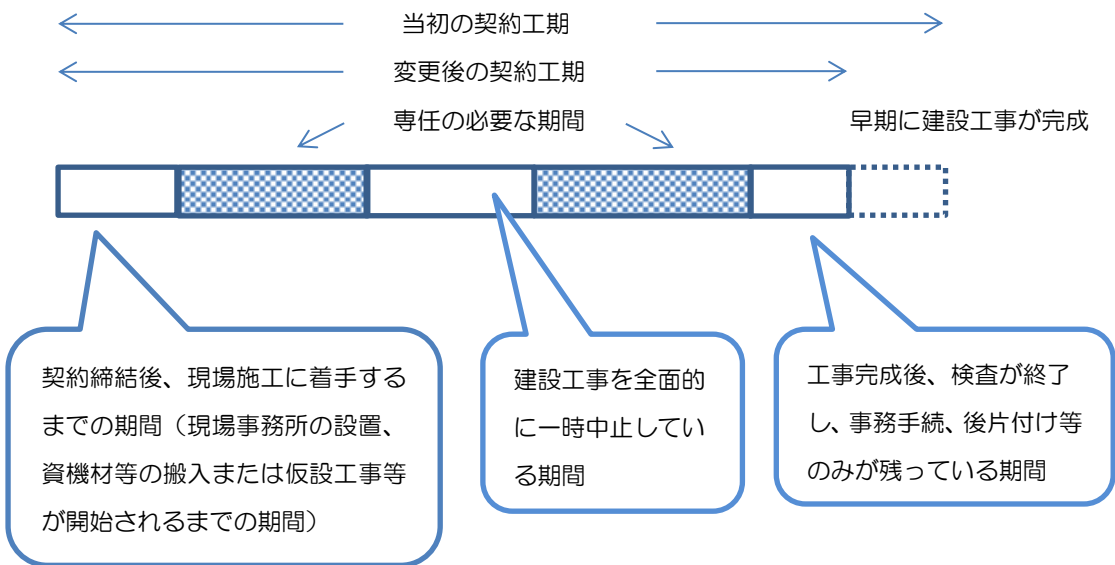 当初の契約工期
変更後の契約工期
専任の必要な期間
早期に建設工事が完成
契約締結後、現場施工に着手する
までの期間（現場事務所の設置、
資機材等の搬入または仮設工事等
が開始されるまでの期間）
建設工事を全面的
に一時中止してい
る期間
工事完成後、検査が終了
し、事務手続、後片付け等
のみが残っている期間